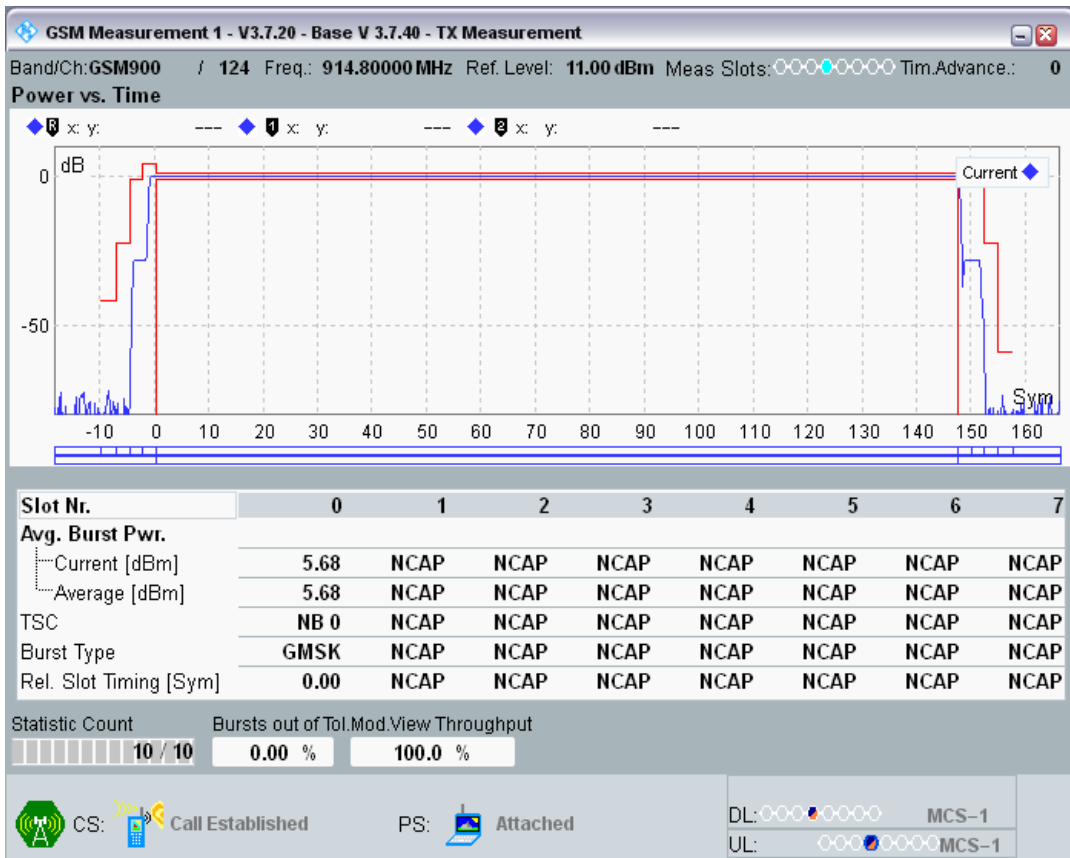 GSM Measurement 1 - V3.7.20 - Base V 3.7.40 - TX Measurement
Band/Ch:GSM900 / 124 Freq.: 914.80000 MHz Ref. Level: 11.00 dBm Meas Slots: Tim.Advance.: 0
Power vs. Time
R x: y: --- 1 x: y: --- 2 x: y: ---
dB
Current
0
-50
Sym
-10 0 10 20 30 40 50 60 70 80 90 100 110 120 130 140 150 160
Slot Nr. 0 1 2 3 4 5 6 7
Avg. Burst Pwr.
Current [dBm] 5.68 NCAP NCAP NCAP NCAP NCAP NCAP NCAP
Average [dBm] 5.68 NCAP NCAP NCAP NCAP NCAP NCAP NCAP
TSC NB 0 NCAP NCAP NCAP NCAP NCAP NCAP NCAP
Burst Type GMSK NCAP NCAP NCAP NCAP NCAP NCAP NCAP
Rel. Slot Timing [Sym] 0.00 NCAP NCAP NCAP NCAP NCAP NCAP NCAP
Statistic Count Bursts out of Tol.Mod.View Throughput
10 / 10 0.00 % 100.0 %
CS: Call Established PS: Attached
DL: MCS-1
UL: MCS-1